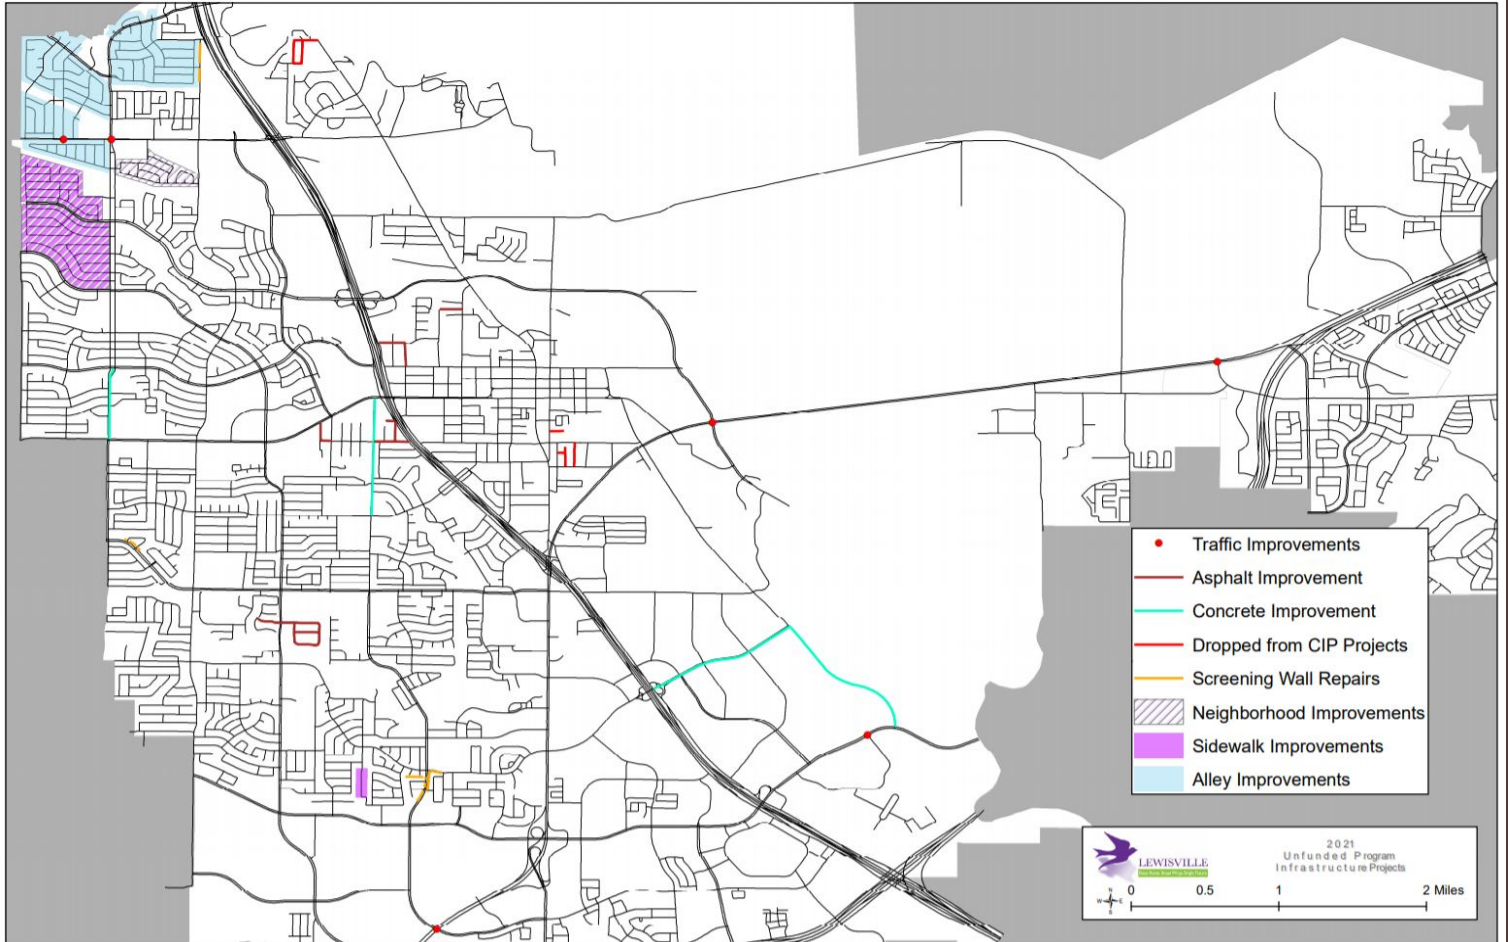 Traffic Improvements
Asphalt Improvement
Concrete Improvement
Dropped from CIP Projects
Screening Wall Repairs
Neighborhood Improvements
Sidewalk Improvements
Alley Improvements
LEWISVILLE
2021
Unfunded Program
Infrastructure Projects
N
W E
S
0 0.5 1 2 Miles